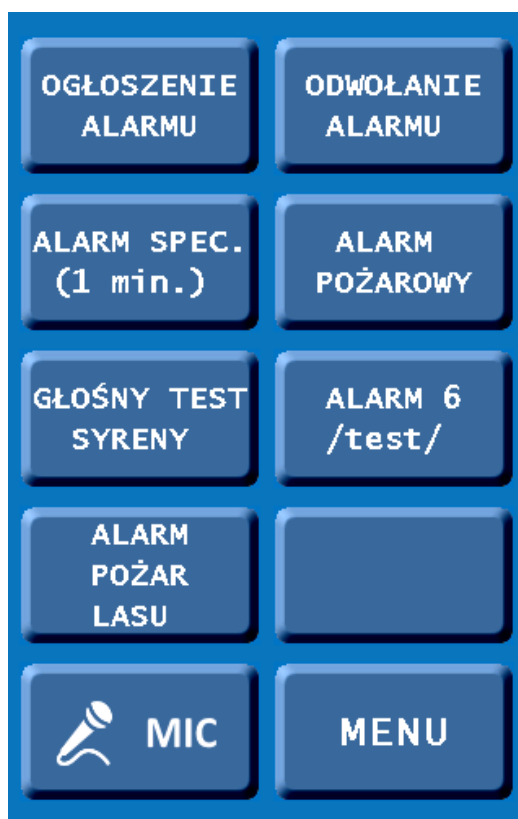 OGŁOSZENIE
ALARMU
ODWOŁANIE
ALARMU
ALARM SPEC.
(1 min.)
ALARM
POŻAROWY
GŁOŚNY TEST
SYRENY
ALARM 6
/test/
ALARM
POŻAR
LASU
MIC
MENU